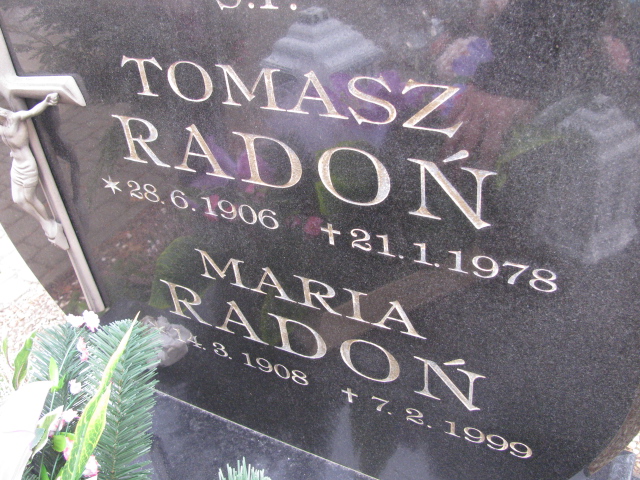 Ś.P.
TOMASZ
RADOŃ
* 28.6.1906 †21.1.1978
MARIA
RADOŃ
* 14.3.1908 † 7.2.1999